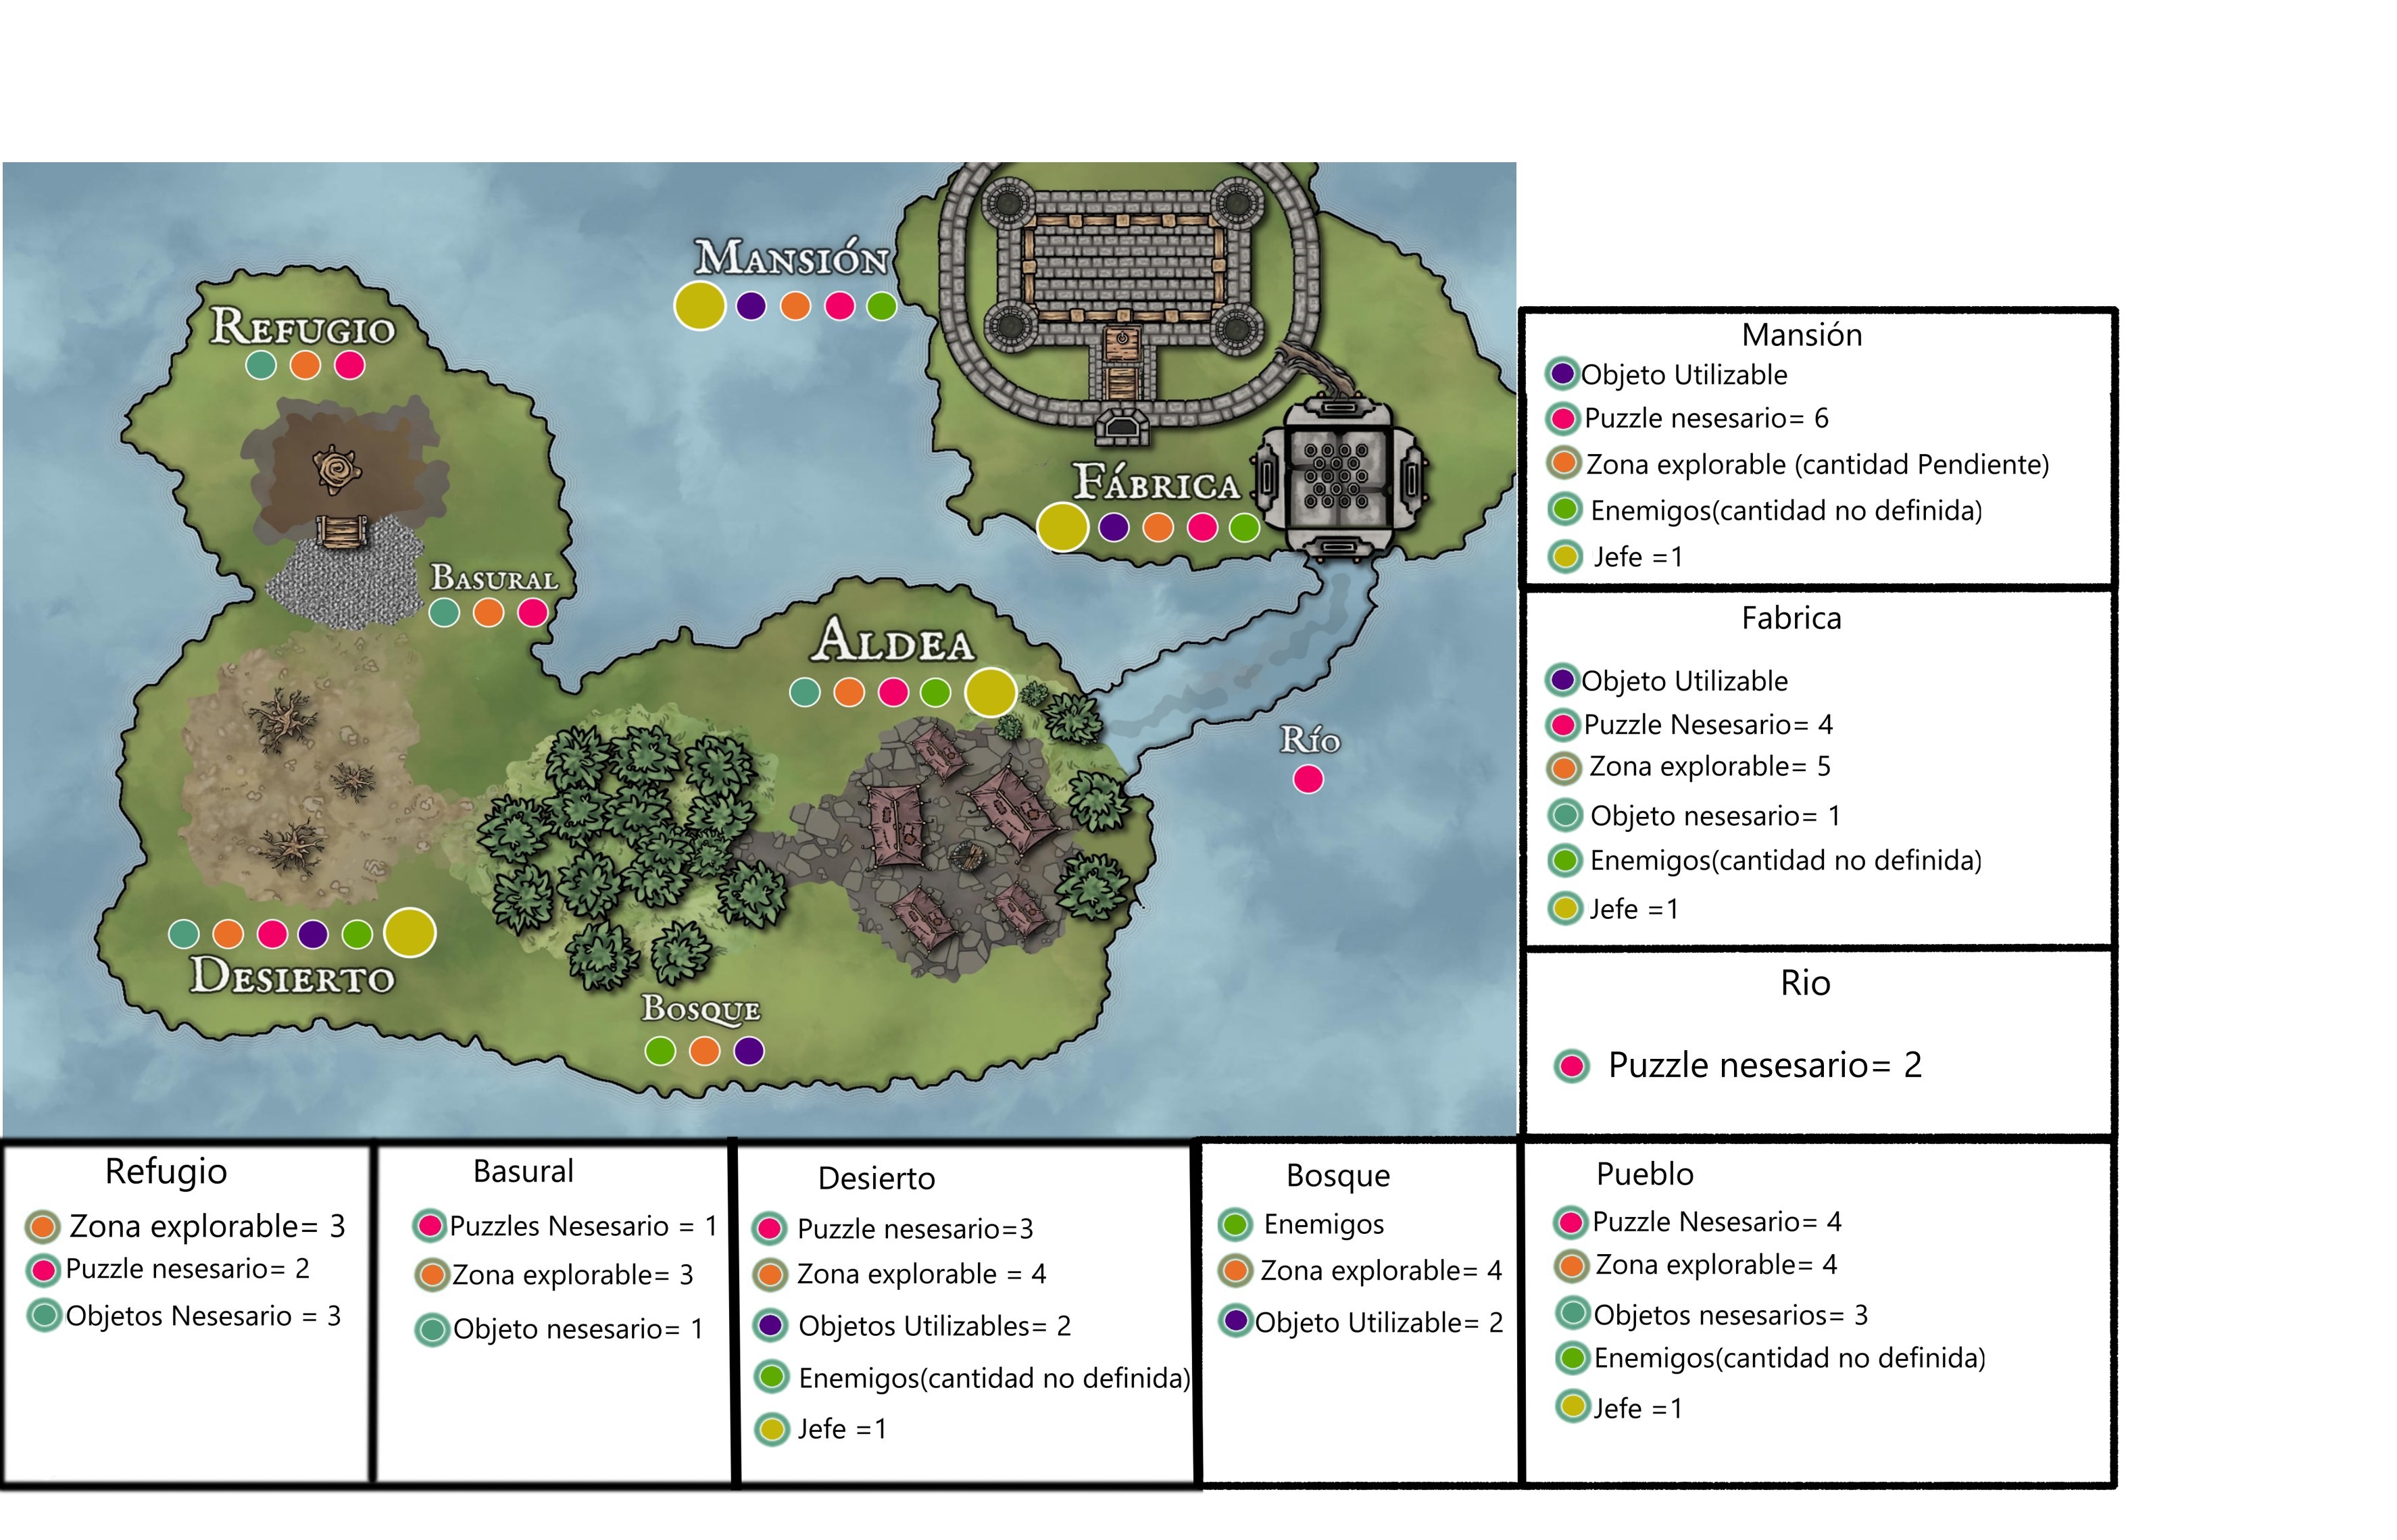 MANSIÓN
REFUGIO
FÁBRICA
BASURAL
ALDEA
RÍO
DESIERTO
BOSQUE
Mansión
Objeto Utilizable
Puzzle nesesario= 6
Zona explorable (cantidad Pendiente)
Enemigos(cantidad no definida)
Jefe =1
Fabrica
Objeto Utilizable
Puzzle Nesesario= 4
Zona explorable= 5
Objeto nesesario= 1
Enemigos(cantidad no definida)
Jefe =1
Rio
Puzzle nesesario= 2
Refugio
Zona explorable= 3
Puzzle nesesario= 2
Objetos Nesesario = 3
Basural
Puzzles Nesesario = 1
Zona explorable= 3
Objeto nesesario= 1
Desierto
Puzzle nesesario=3
Zona explorable = 4
Objetos Utilizables= 2
Enemigos(cantidad no definida)
Jefe =1
Bosque
Enemigos
Zona explorable= 4
Objeto Utilizable= 2
Pueblo
Puzzle Nesesario= 4
Zona explorable= 4
Objetos nesesarios= 3
Enemigos(cantidad no definida)
Jefe =1